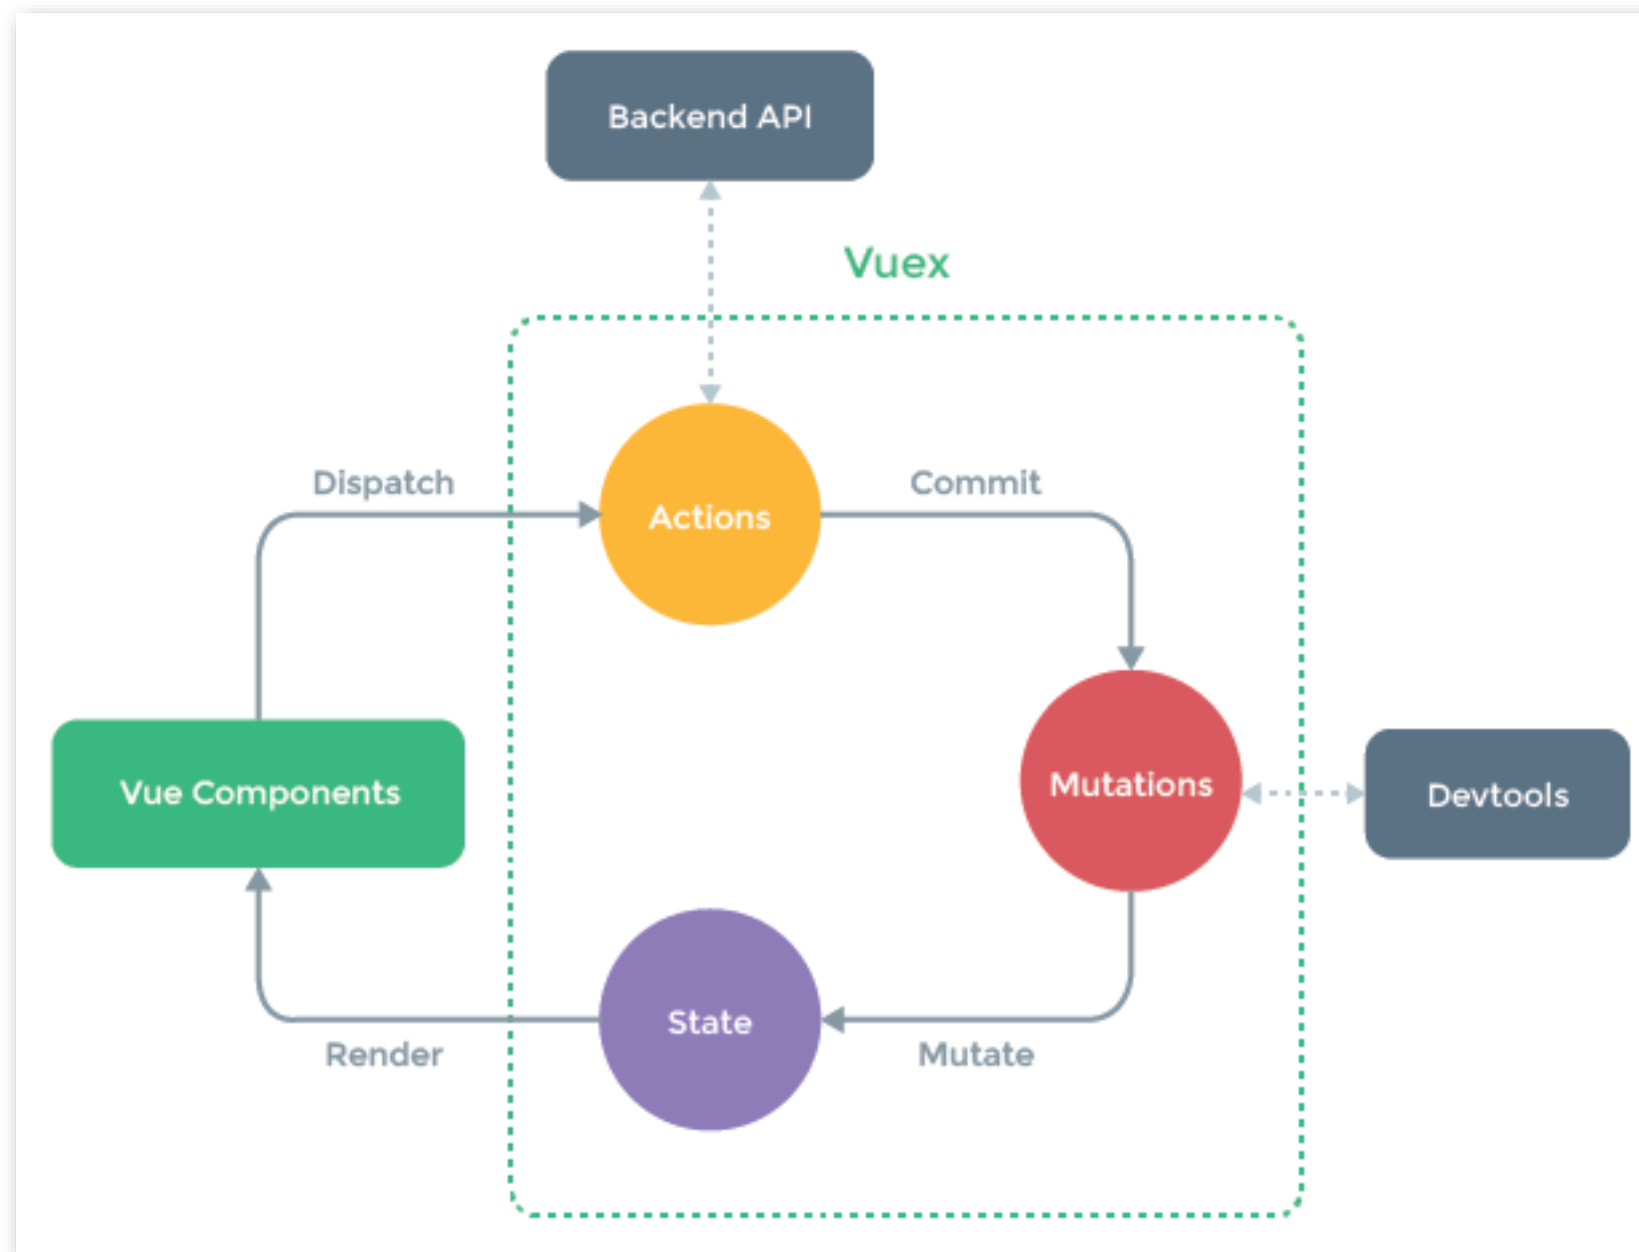 Backend API
Vuex
Dispatch
Commit
Actions
Vue Components
Mutations
Devtools
State
Render
Mutate